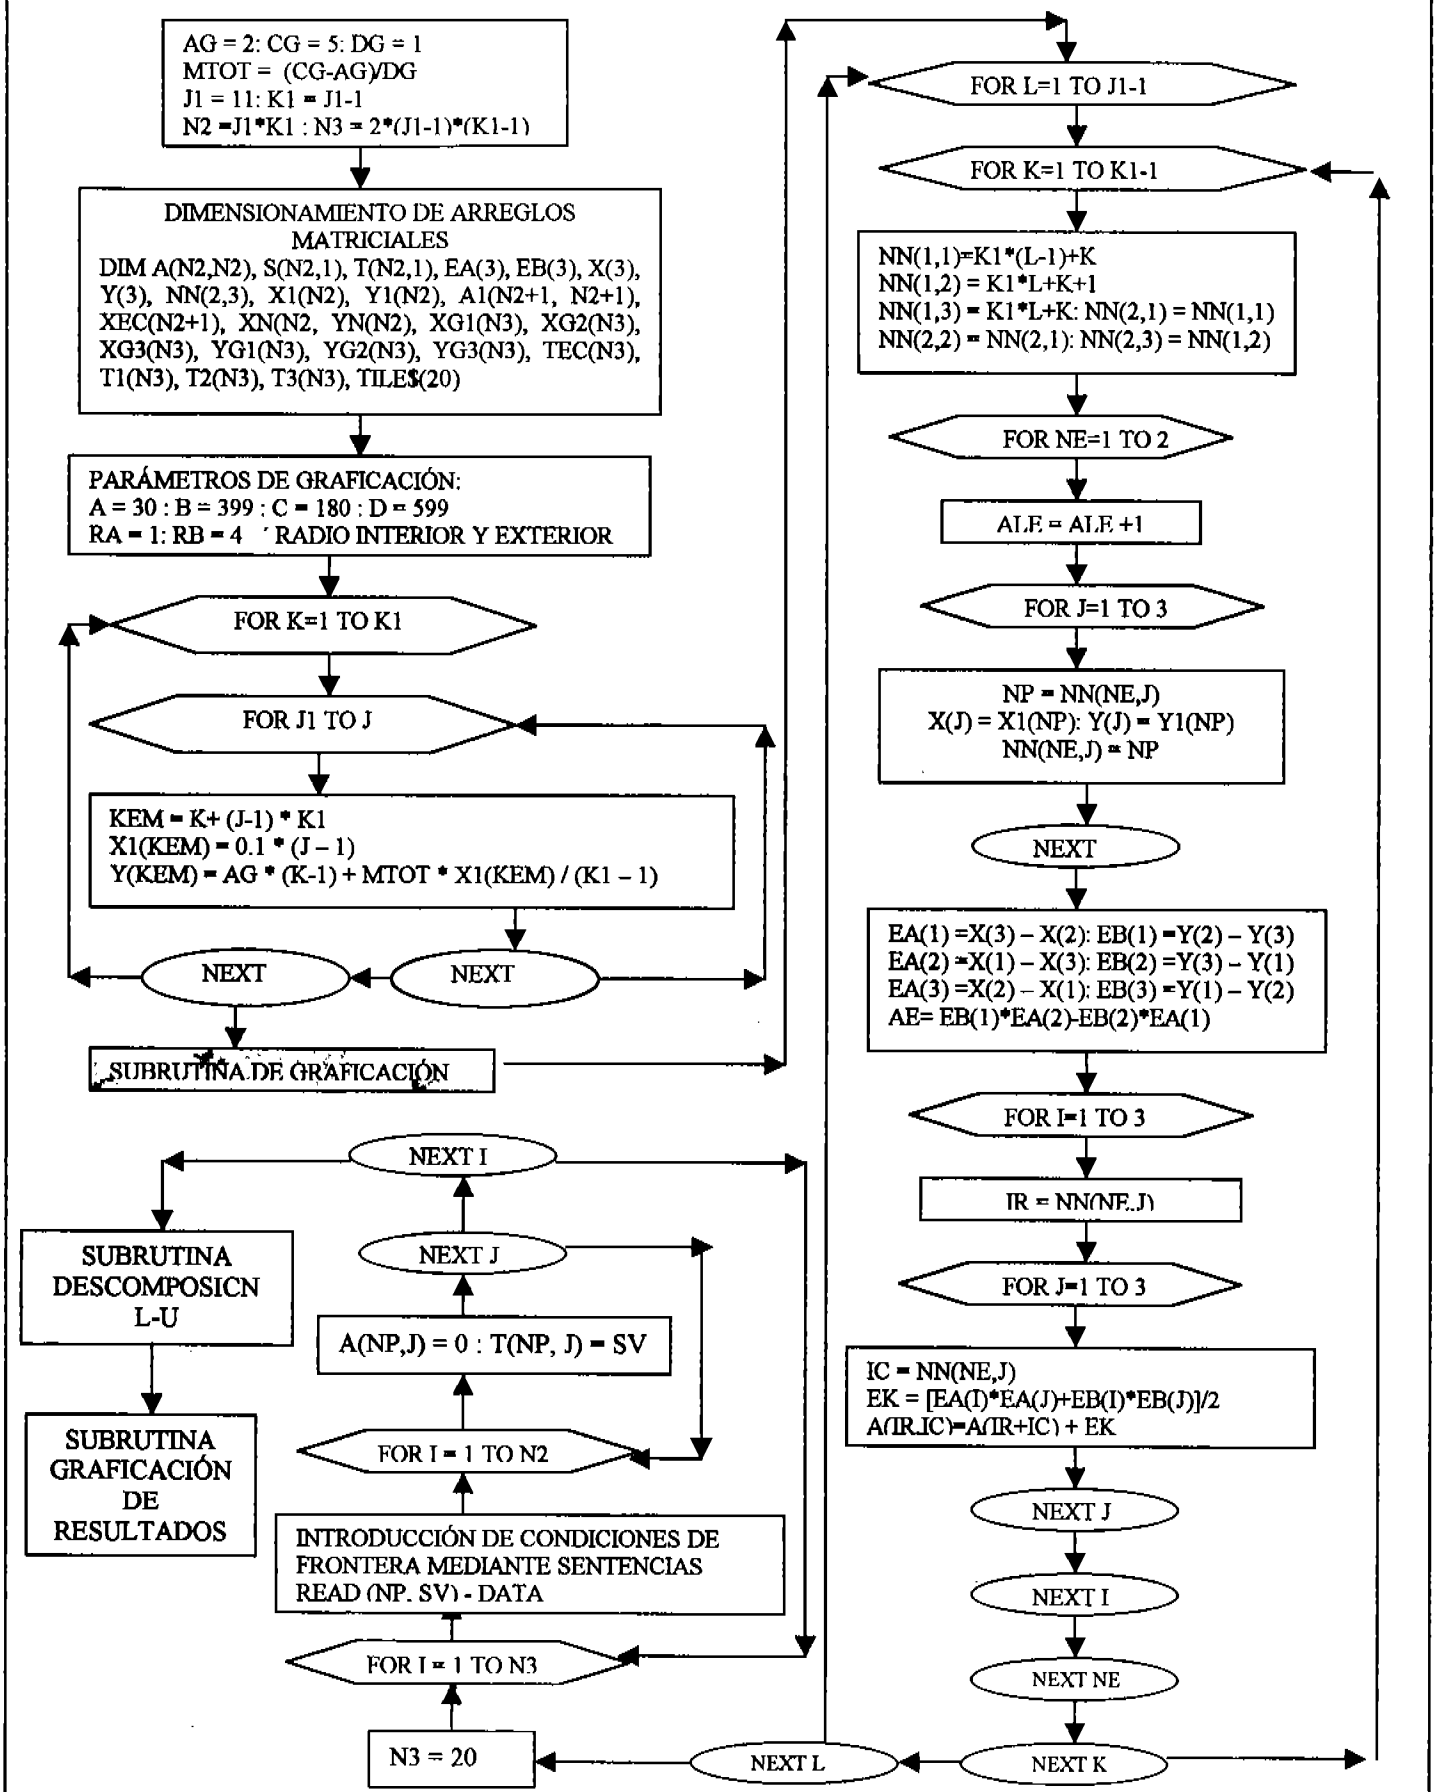 AG = 2: CG = 5: DG = 1
MTOT = (CG-AG)/DG
J1 = 11: K1 = J1-1
N2 =J1*K1 : N3 = 2*(J1-1)*(K1-1)
DIMENSIONAMIENTO DE ARREGLOS
MATRICIALES
DIM A(N2,N2), S(N2,1), T(N2,1), EA(3), EB(3), X(3),
Y(3), NN(2,3), X1(N2), Y1(N2), A1(N2+1, N2+1),
XEC(N2+1), XN(N2, YN(N2), XG1(N3), XG2(N3),
XG3(N3), YG1(N3), YG2(N3), YG3(N3), TEC(N3),
T1(N3), T2(N3), T3(N3), TILE$(20)
PARÁMETROS DE GRAFICACIÓN:
A = 30 : B = 399 : C = 180 : D = 599
RA = 1: RB = 4 ' RADIO INTERIOR Y EXTERIOR
FOR K=1 TO K1
FOR J1 TO J
KEM = K+ (J-1) * K1
X1(KEM) = 0.1 * (J – 1)
Y(KEM) = AG * (K-1) + MTOT * X1(KEM) / (K1 – 1)
NEXT
NEXT
SUBRUTINA DE GRAFICACIÓN
FOR L=1 TO J1-1
FOR K=1 TO K1-1
NN(1,1)=K1*(L-1)+K
NN(1,2) = K1*L+K+1
NN(1,3) = K1*L+K: NN(2,1) = NN(1,1)
NN(2,2) = NN(2,1): NN(2,3) = NN(1,2)
FOR NE=1 TO 2
ALE = ALE +1
FOR J=1 TO 3
NP = NN(NE,J)
X(J) = X1(NP): Y(J) = Y1(NP)
NN(NE,J) = NP
NEXT
EA(1) =X(3) – X(2): EB(1) =Y(2) – Y(3)
EA(2) =X(1) – X(3): EB(2) =Y(3) – Y(1)
EA(3) =X(2) – X(1): EB(3) =Y(1) – Y(2)
AE= EB(1)*EA(2)-EB(2)*EA(1)
FOR I=1 TO 3
IR = NN(NE,J)
FOR J=1 TO 3
IC = NN(NE,J)
EK = [EA(I)*EA(J)+EB(I)*EB(J)]/2
A(IR,IC)=A(IR+IC) + EK
NEXT J
NEXT I
NEXT NE
NEXT K
NEXT L
N3 = 20
FOR I = 1 TO N3
INTRODUCCIÓN DE CONDICIONES DE
FRONTERA MEDIANTE SENTENCIAS
READ (NP, SV) - DATA
FOR I = 1 TO N2
A(NP,J) = 0 : T(NP, J) = SV
NEXT J
NEXT I
SUBRUTINA
DESCOMPOSICN
L-U
SUBRUTINA
GRAFICACIÓN
DE
RESULTADOS